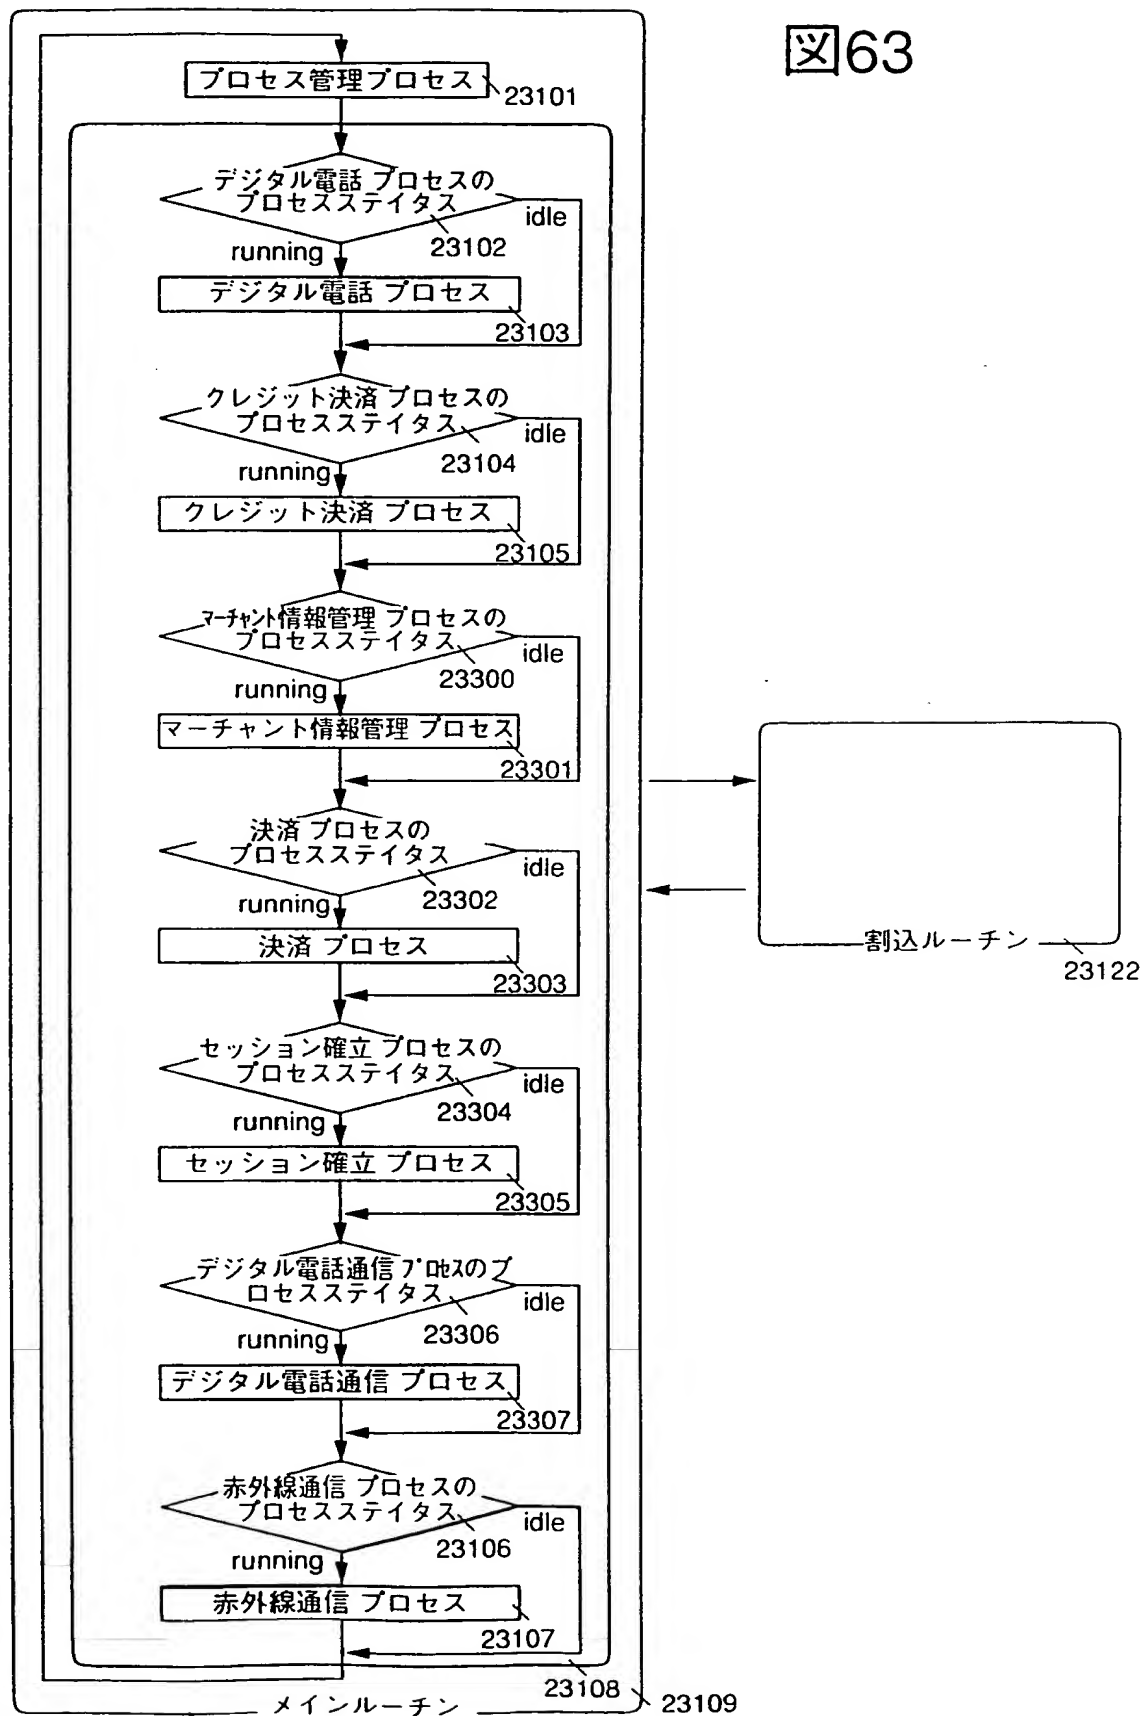 図63
プロセス管理プロセス
23101
デジタル電話 プロセスの
プロセスステイタス
idle
23102
running
デジタル電話 プロセス
23103
クレジット決済 プロセスの
プロセスステイタス
idle
23104
running
クレジット決済 プロセス
23105
マーチャント情報管理 プロセスの
プロセスステイタス
idle
23300
running
マーチャント情報管理 プロセス
23301
決済 プロセスの
プロセスステイタス
idle
23302
running
決済 プロセス
23303
セッション確立 プロセスの
プロセスステイタス
idle
23304
running
セッション確立 プロセス
23305
デジタル電話通信 プロセスのプ
ロセスステイタス
idle
23306
running
デジタル電話通信 プロセス
23307
赤外線通信 プロセスの
プロセスステイタス
idle
23106
running
赤外線通信 プロセス
23107
23108
メインルーチン
23109
割込ルーチン
23122